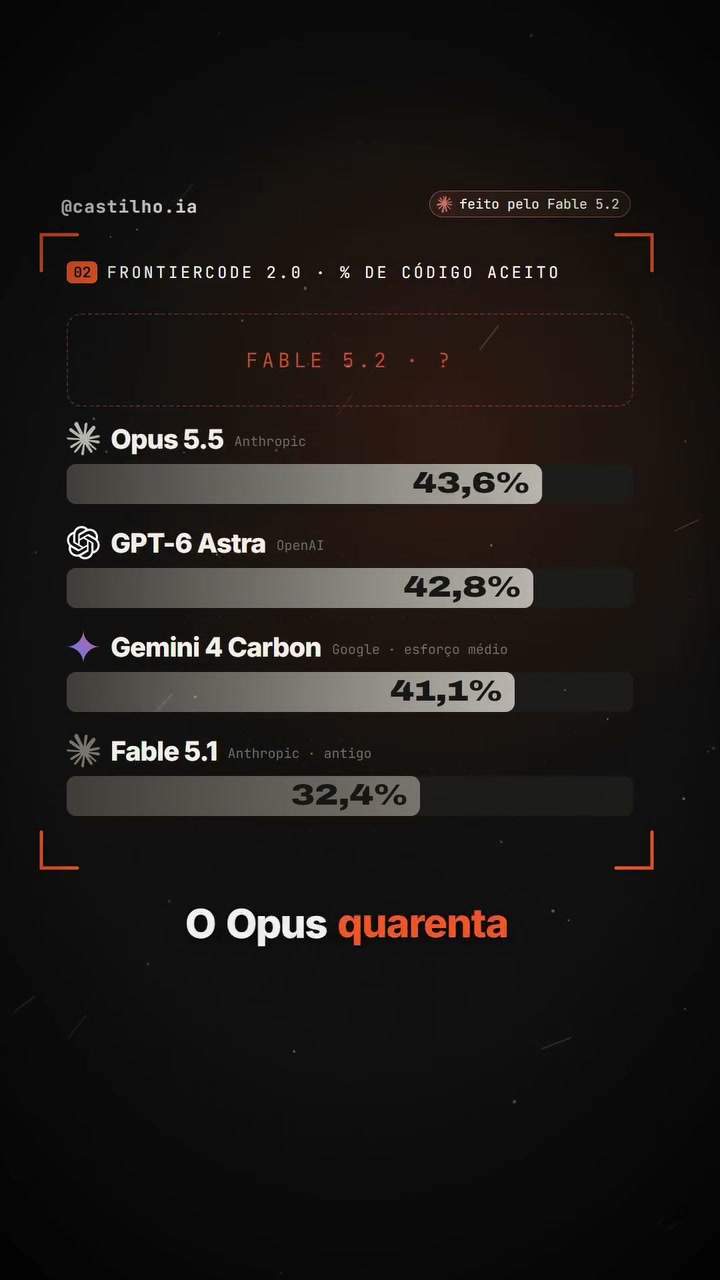 @castilho.ia
feito pelo Fable 5.2
02 FRONTIERCODE 2.0 · % DE CÓDIGO ACEITO
FABLE 5.2 · ?
Opus 5.5 Anthropic
43,6%
GPT-6 Astra OpenAI
42,8%
Gemini 4 Carbon Google · esforço médio
41,1%
Fable 5.1 Anthropic · antigo
32,4%
O Opus quarenta